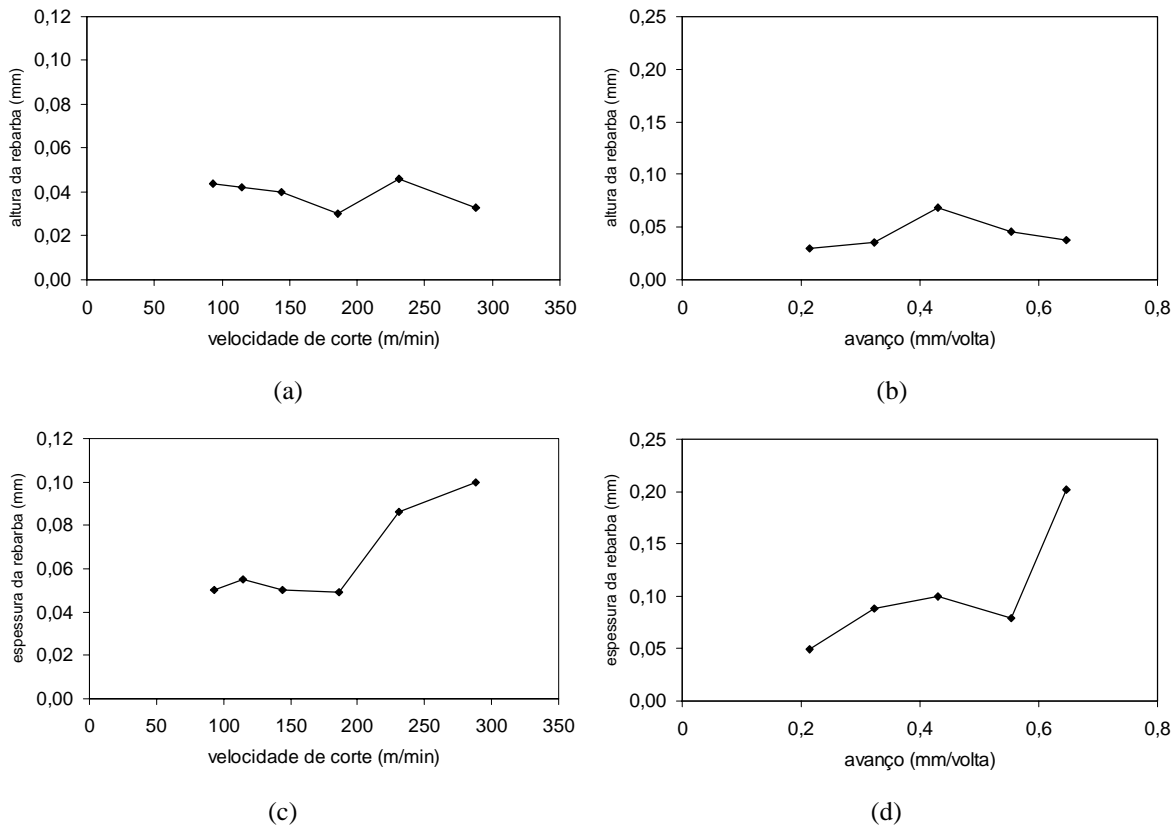 0,12
0,10
0,08
0,06
0,04
0,02
0,00
altura da rebarba (mm)
0 50 100 150 200 250 300 350
velocidade de corte (m/min)
(a)
0,25
0,20
0,15
0,10
0,05
0,00
altura da rebarba (mm)
0 0,2 0,4 0,6 0,8
avanço (mm/volta)
(b)
0,12
0,10
0,08
0,06
0,04
0,02
0,00
espessura da rebarba (mm)
0 50 100 150 200 250 300 350
velocidade de corte (m/min)
(c)
0,25
0,20
0,15
0,10
0,05
0,00
espessura da rebarba (mm)
0 0,2 0,4 0,6 0,8
avanço (mm/volta)
(d)